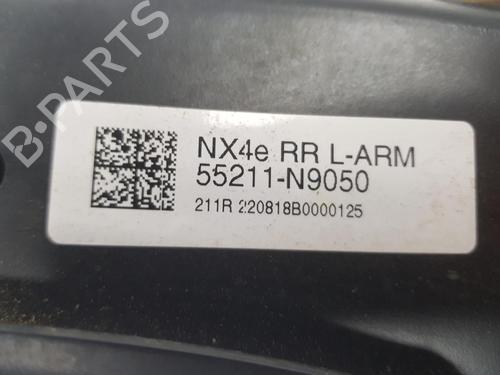 B-PARTS
NX4e RR L-ARM
55211-N9050
211R 220818B0000125